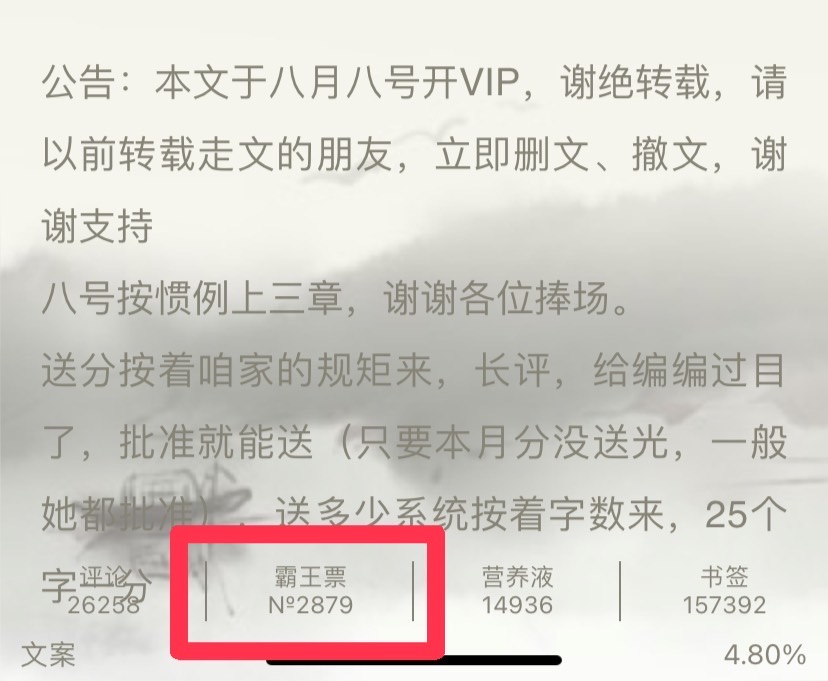 公告：本文于八月八号开VIP，谢绝转载，请
以前转载走文的朋友，立即删文、撤文，谢
谢支持
八号按惯例上三章，谢谢各位捧场。
送分按着咱家的规矩来，长评，给编编过目
了，批准就能送（只要本月分没送光，一般
她都批准），送多少系统按着字数来，25个
字一分
评论 霸王票 营养液 书签
26258 №2879 14936 157392
文案 4.80%